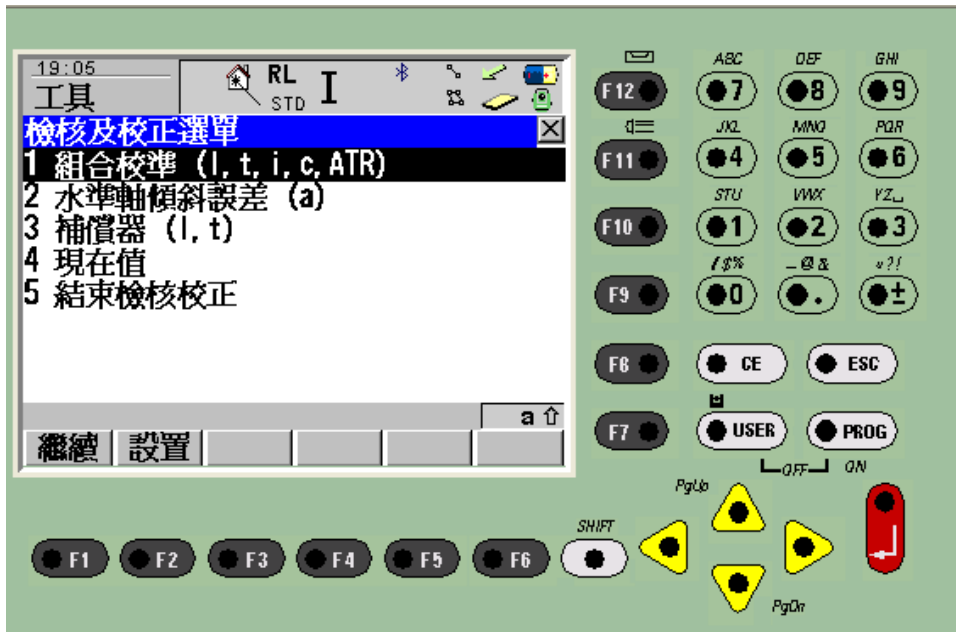 19:05
工具
RL
STD
I
檢核及校正選單
1 組合校準 (l, t, i, c, ATR)
2 水準軸傾斜誤差 (a)
3 補償器 (l, t)
4 現在值
5 結束檢核校正
a
繼續 設置
ABC DEF GHI
F12 7 8 9
JKL MNO PQR
F11 4 5 6
STU VWX YZ␣
F10 1 2 3
/$% _@& *?!
F9 0 . ±
F8 CE ESC
F7 USER PROG
OFF ON
PgUp
SHIFT
F1 F2 F3 F4 F5 F6
PgDn